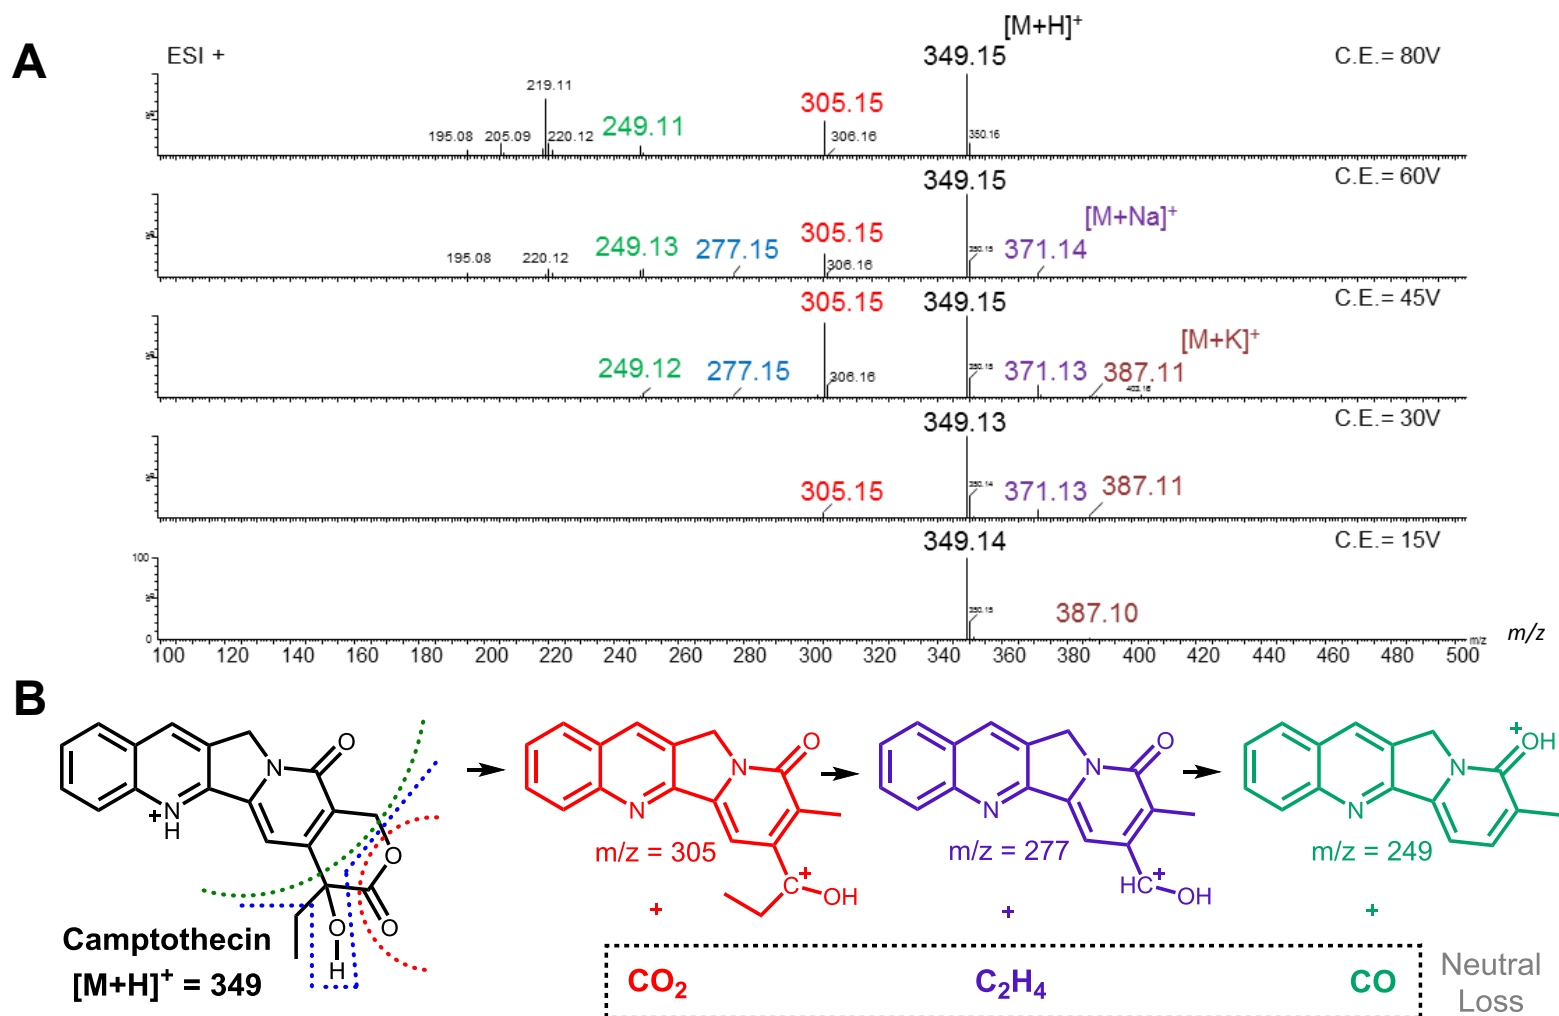 A
ESI +
[M+H]+
349.15
C.E.= 80V
219.11
305.15
195.08
205.09
220.12
249.11
306.16
350.16
349.15
C.E.= 60V
[M+Na]+
195.08
220.12
249.13
277.15
305.15
306.16
371.14
305.15
349.15
C.E.= 45V
[M+K]+
249.12
277.15
306.16
371.13
387.11
349.13
C.E.= 30V
305.15
371.13
387.11
349.14
C.E.= 15V
100
0
387.10
m/z
m/z
100 120 140 160 180 200 220 240 260 280 300 320 340 360 380 400 420 440 460 480 500
B
O
N
+
N
H
O
O
O
H
Camptothecin
[M+H]+ = 349
O
N
N
m/z = 305
C+
OH
+
O
N
N
m/z = 277
HC+
OH
+
+
OH
N
N
m/z = 249
+
CO2
C2H4
CO
Neutral
Loss